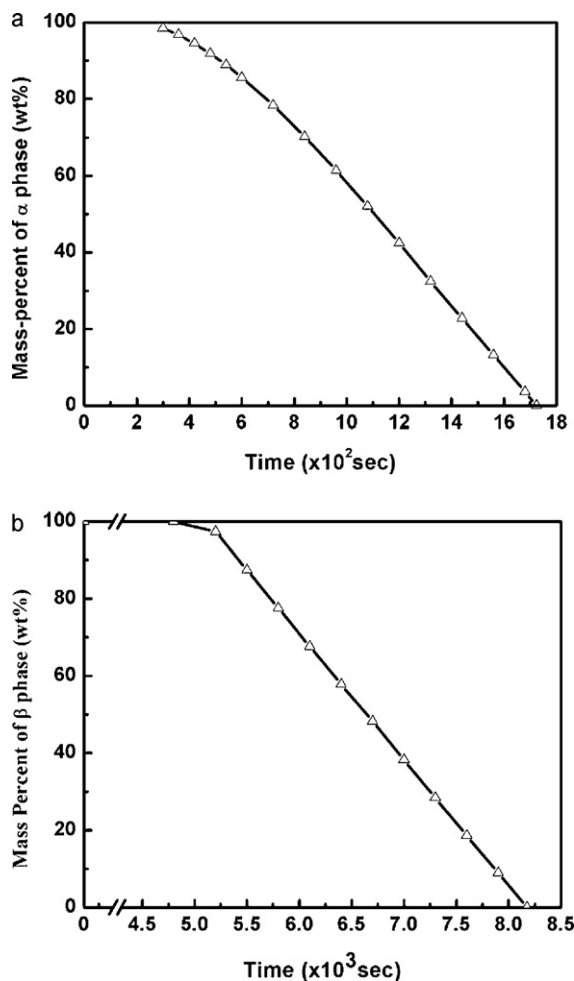 a
100
80
60
40
20
0
Mass-percent of α phase (wt%)
0 2 4 6 8 10 12 14 16 18
Time (x10²sec)
b
100
80
60
40
20
0
Mass Percent of β phase (wt%)
0 4.5 5.0 5.5 6.0 6.5 7.0 7.5 8.0 8.5
Time (x10³sec)